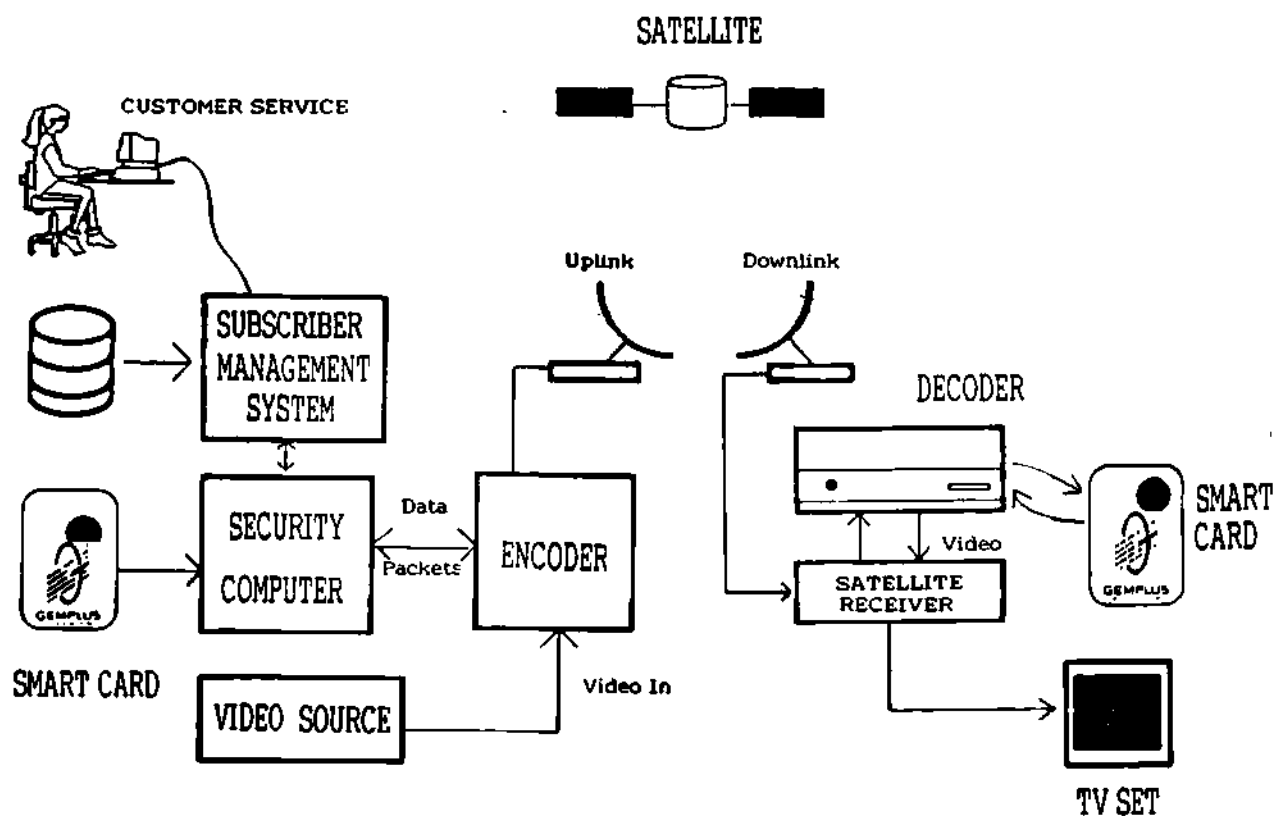 SATELLITE
CUSTOMER SERVICE
Uplink
Downlink
SUBSCRIBER
MANAGEMENT
SYSTEM
DECODER
SECURITY
COMPUTER
Data
Packets
ENCODER
Video
SATELLITE
RECEIVER
SMART
CARD
GEMPLUS
GEMPLUS
SMART CARD
VIDEO SOURCE
Video In
TV SET